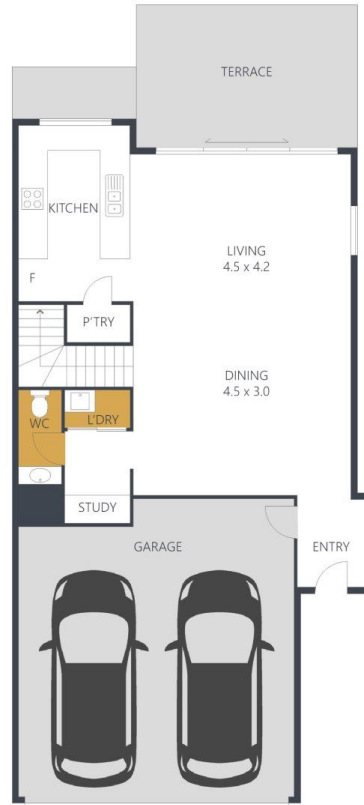 TERRACE
KITCHEN
LIVING
4.5 x 4.2
F
P'TRY
DINING
4.5 x 3.0
WC
L'DRY
STUDY
GARAGE
ENTRY